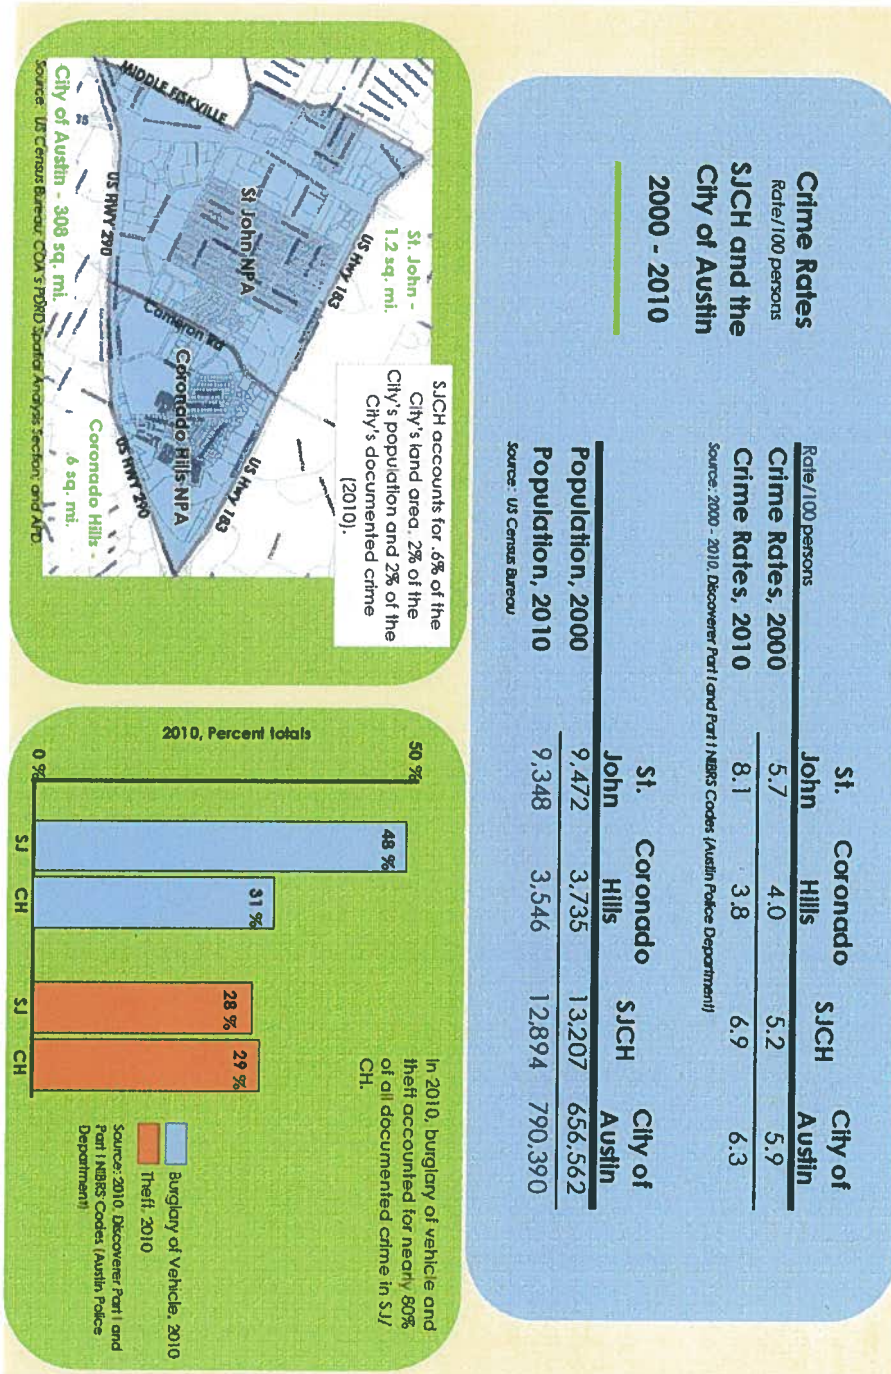 Crime Rates
Rate/100 persons
SJCH and the
City of Austin
2000 - 2010
Rate/100 persons St. John Coronado Hills SJCH City of Austin
Crime Rates, 2000 5.7 4.0 5.2 5.9
Crime Rates, 2010 8.1 3.8 6.9 6.3
Source: 2000 - 2010, Discoverer Part I and Part I NIBRS Codes (Austin Police Department)
St. John Coronado Hills SJCH City of Austin
Population, 2000 9,472 3,735 13,207 656,562
Population, 2010 9,348 3,546 12,894 790,390
Source: US Census Bureau
SJCH accounts for .6% of the
City's land area, 2% of the
City's population and 2% of the
City's documented crime
(2010).
St. John -
1.2 sq. mi.
US Hwy 183
US Hwy 183
MIDDLE FISKVILLE
St John NPA
Cameron Rd
Coronado Hills NPA
35
US HWY 290
US HWY 290
City of Austin - 308 sq. mi.
Coronado Hills -
.6 sq. mi.
Source: US Census Bureau, COA's PDRD Spatial Analysis Section, and APD.
In 2010, burglary of vehicle and
theft accounted for nearly 80%
of all documented crime in SJ/
CH.
2010, Percent totals
50 %
0 %
48 %
31 %
28 %
29 %
SJ CH SJ CH
Burglary of Vehicle, 2010
Theft, 2010
Source: 2010, Discoverer Part I and
Part I NIBRS Codes (Austin Police
Department)